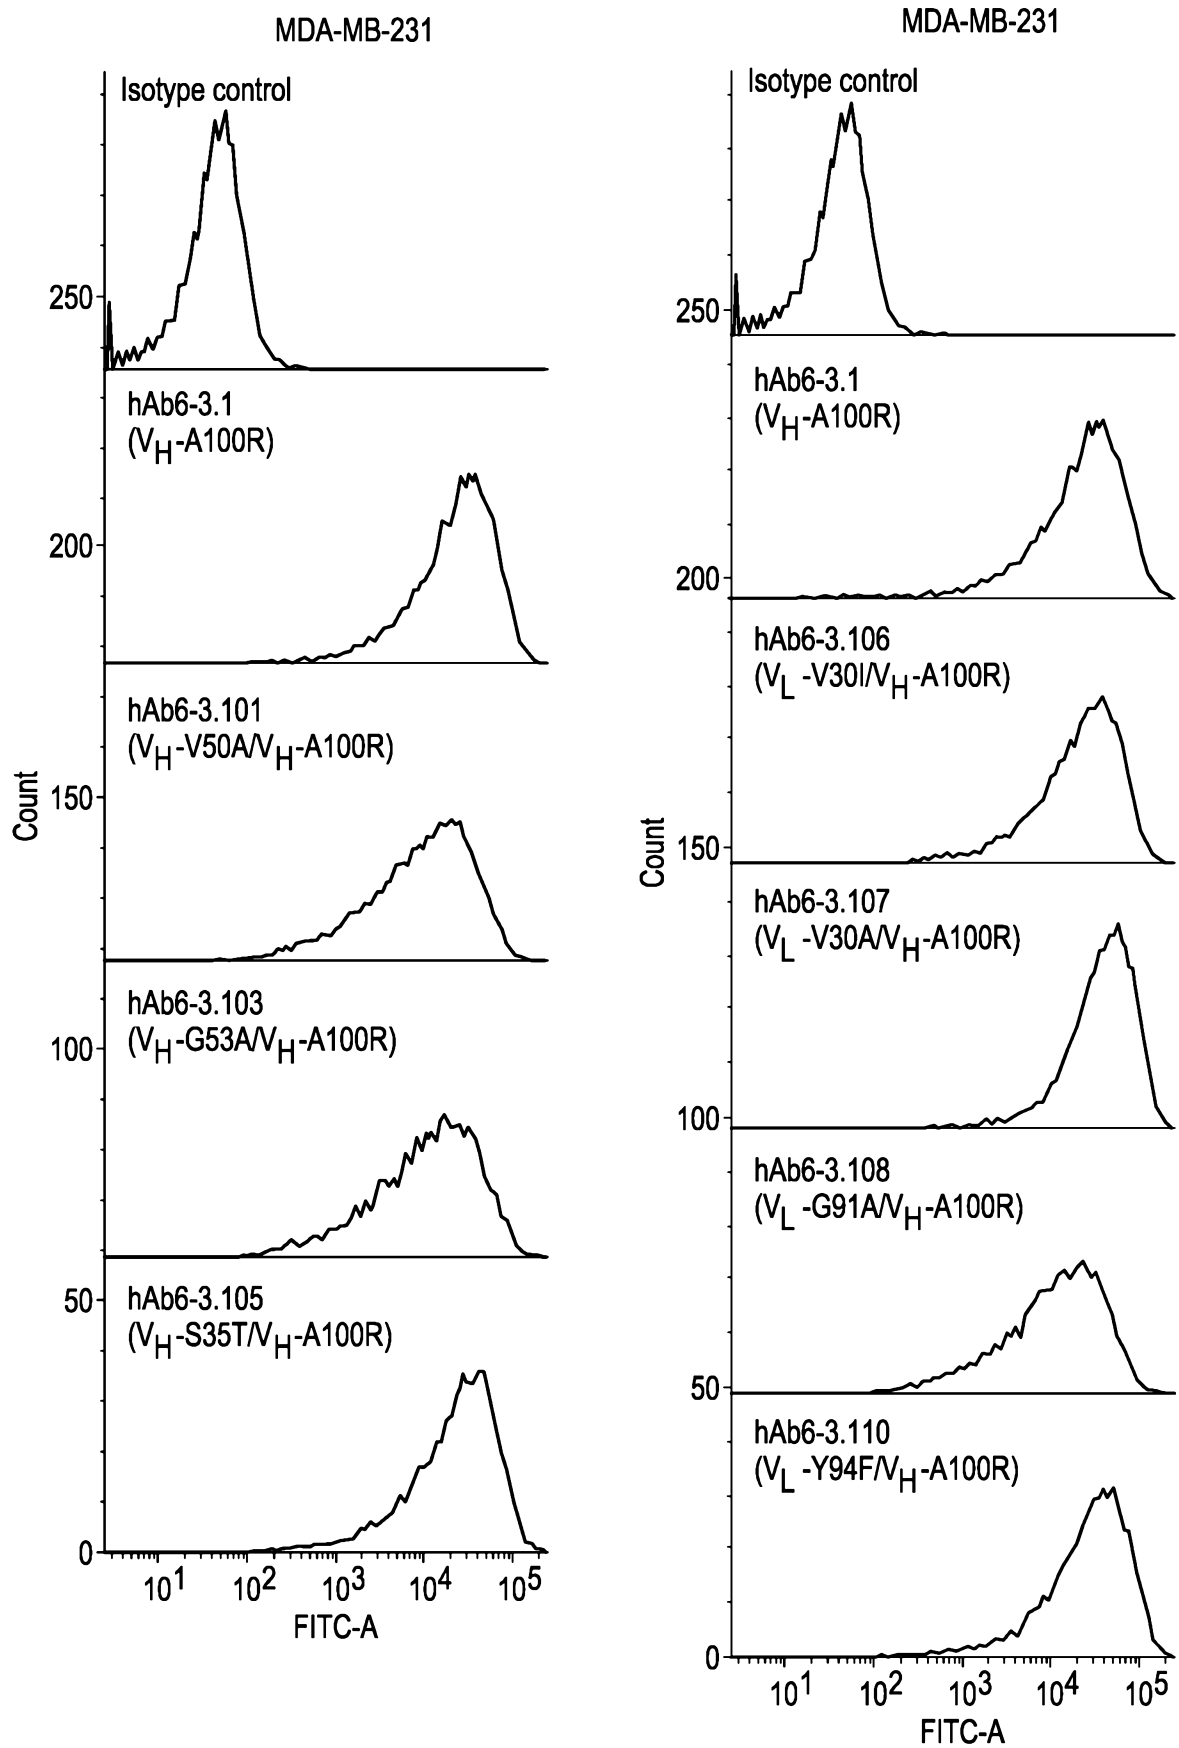 MDA-MB-231
Isotype control
hAb6-3.1
(VH-A100R)
hAb6-3.101
(VH-V50A/VH-A100R)
hAb6-3.103
(VH-G53A/VH-A100R)
hAb6-3.105
(VH-S35T/VH-A100R)
250
200
150
100
50
0
Count
10^1 10^2 10^3 10^4 10^5
FITC-A
MDA-MB-231
Isotype control
hAb6-3.1
(VH-A100R)
hAb6-3.106
(VL-V30I/VH-A100R)
hAb6-3.107
(VL-V30A/VH-A100R)
hAb6-3.108
(VL-G91A/VH-A100R)
hAb6-3.110
(VL-Y94F/VH-A100R)
250
200
150
100
50
0
Count
10^1 10^2 10^3 10^4 10^5
FITC-A